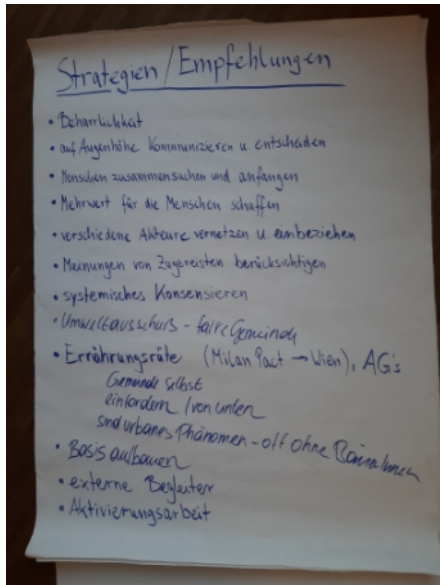 Strategien/Empfehlungen
• Beharrlichkeit
• auf Augenhöhe Kommunizieren u entscheiden
• Menschen zusammensuchen und anfangen
• Mehrwert für die Menschen schaffen
• verschiedene Akteure vernetzen u. einbeziehen
• Meinungen von Zugereisten berücksichtigen
• systemisches Konsensieren
• Umweltausschuß - faire Gemeinde
• Ernährungsräte (Milan Pact → Wien), AG's
Gemeinde selbst
einfordern / von unten
sind urbanes Phänomen - oft ohne
• Basis aufbauen
• externe Begleiter
• Aktivierungsarbeit